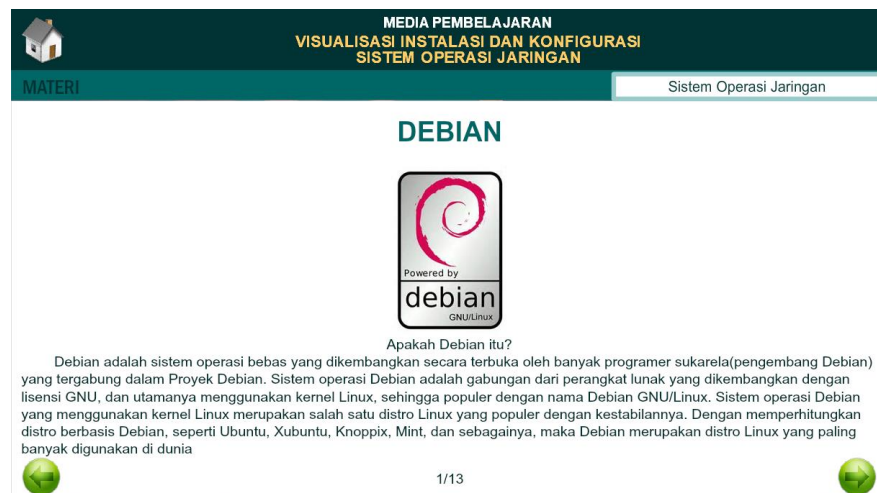 MEDIA PEMBELAJARAN
VISUALISASI INSTALASI DAN KONFIGURASI
SISTEM OPERASI JARINGAN
MATERI
Sistem Operasi Jaringan
DEBIAN
Powered by
debian
GNU/Linux
Apakah Debian itu?
Debian adalah sistem operasi bebas yang dikembangkan secara terbuka oleh banyak programer sukarela(pengembang Debian)
yang tergabung dalam Proyek Debian. Sistem operasi Debian adalah gabungan dari perangkat lunak yang dikembangkan dengan
lisensi GNU, dan utamanya menggunakan kernel Linux, sehingga populer dengan nama Debian GNU/Linux. Sistem operasi Debian
yang menggunakan kernel Linux merupakan salah satu distro Linux yang populer dengan kestabilannya. Dengan memperhitungkan
distro berbasis Debian, seperti Ubuntu, Xubuntu, Knoppix, Mint, dan sebagainya, maka Debian merupakan distro Linux yang paling
banyak digunakan di dunia
1/13